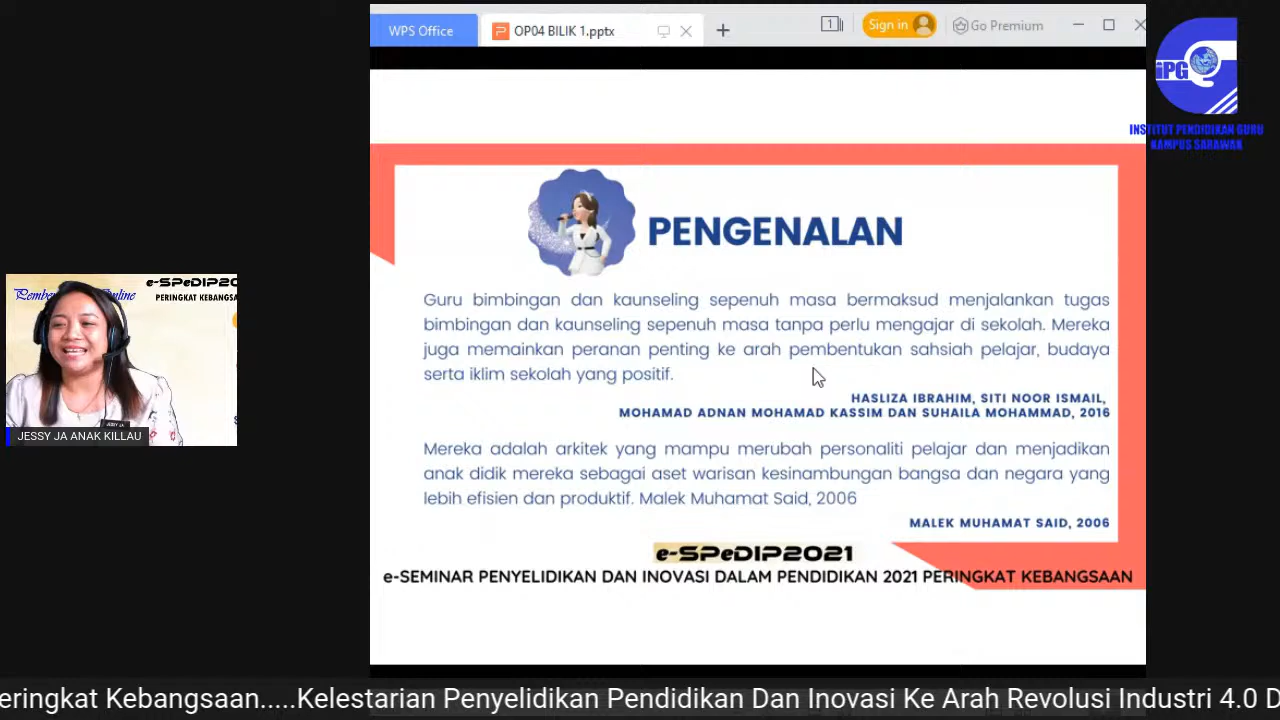 WPS Office
OP04 BILIK 1.pptx
1
Sign in
Go Premium
iPG
INSTITUT PENDIDIKAN GURU
KAMPUS SARAWAK
PENGENALAN
Guru bimbingan dan kaunseling sepenuh masa bermaksud menjalankan tugas
bimbingan dan kaunseling sepenuh masa tanpa perlu mengajar di sekolah. Mereka
juga memainkan peranan penting ke arah pembentukan sahsiah pelajar, budaya
serta iklim sekolah yang positif.
HASLIZA IBRAHIM, SITI NOOR ISMAIL,
MOHAMAD ADNAN MOHAMAD KASSIM DAN SUHAILA MOHAMMAD, 2016
Mereka adalah arkitek yang mampu merubah personaliti pelajar dan menjadikan
anak didik mereka sebagai aset warisan kesinambungan bangsa dan negara yang
lebih efisien dan produktif. Malek Muhamat Said, 2006
MALEK MUHAMAT SAID, 2006
e-SPeDIP2021
e-SEMINAR PENYELIDIKAN DAN INOVASI DALAM PENDIDIKAN 2021 PERINGKAT KEBANGSAAN
e-SPeDIP20
PERINGKAT KEBANGSA
JESSY JA
JESSY JA ANAK KILLAU
eringkat Kebangsaan.....Kelestarian Penyelidikan Pendidikan Dan Inovasi Ke Arah Revolusi Industri 4.0 D